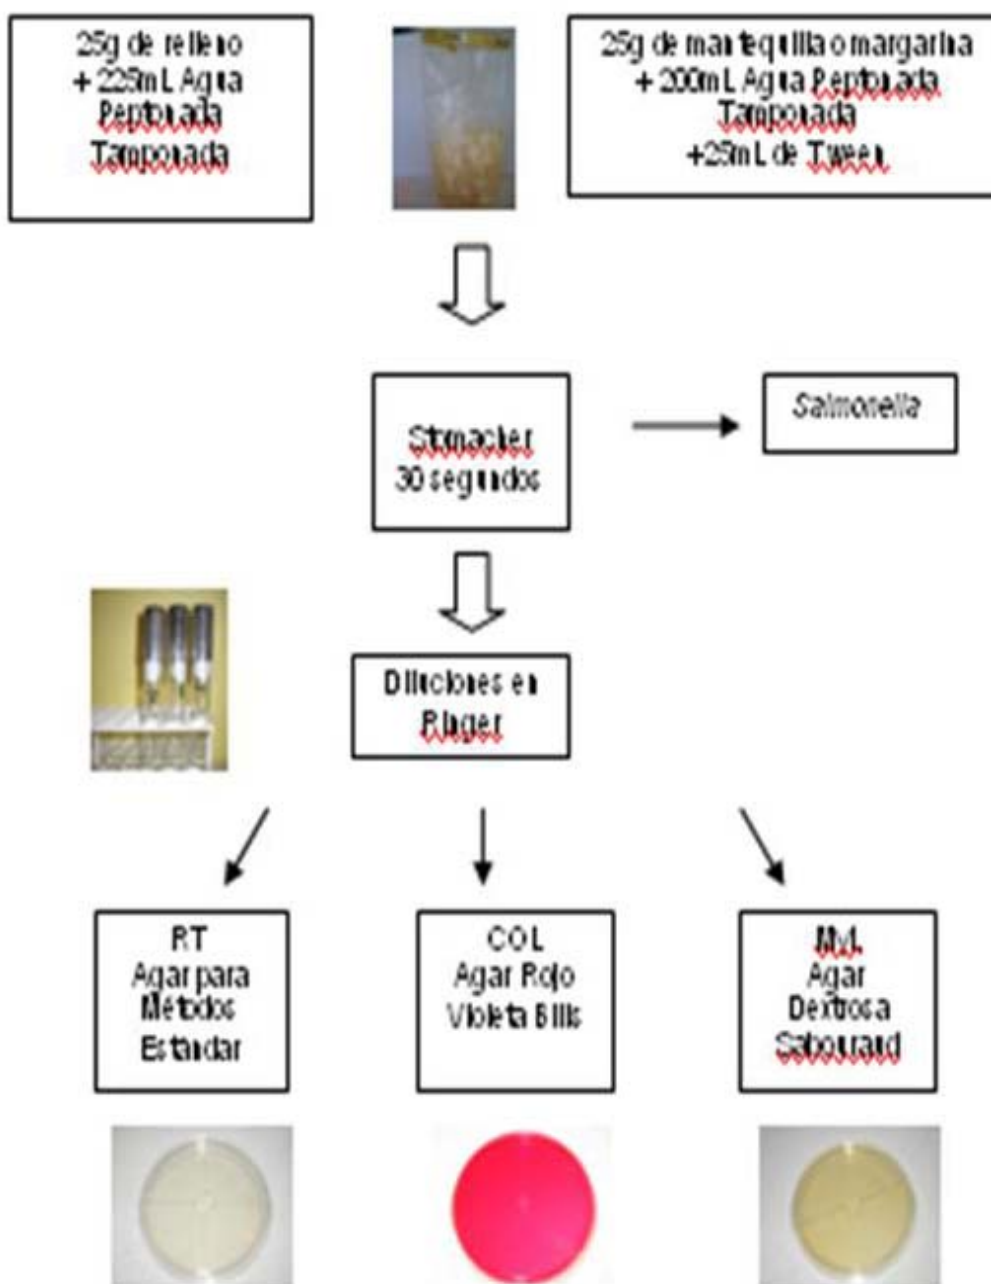 25g de relleno
+ 225mL Agua
Peptonada
Tamponada
25g de mantequilla o margarina
+ 200mL Agua Peptonada
Tamponada
+25mL de Tween
Stomacher
30 segundos
Salmonella
Diluciones en
Ringer
RT
Agar para
Métodos
Estándar
COL
Agar Rojo
Violeta Bilis
MyL
Agar
Dextrosa
Sabouraud